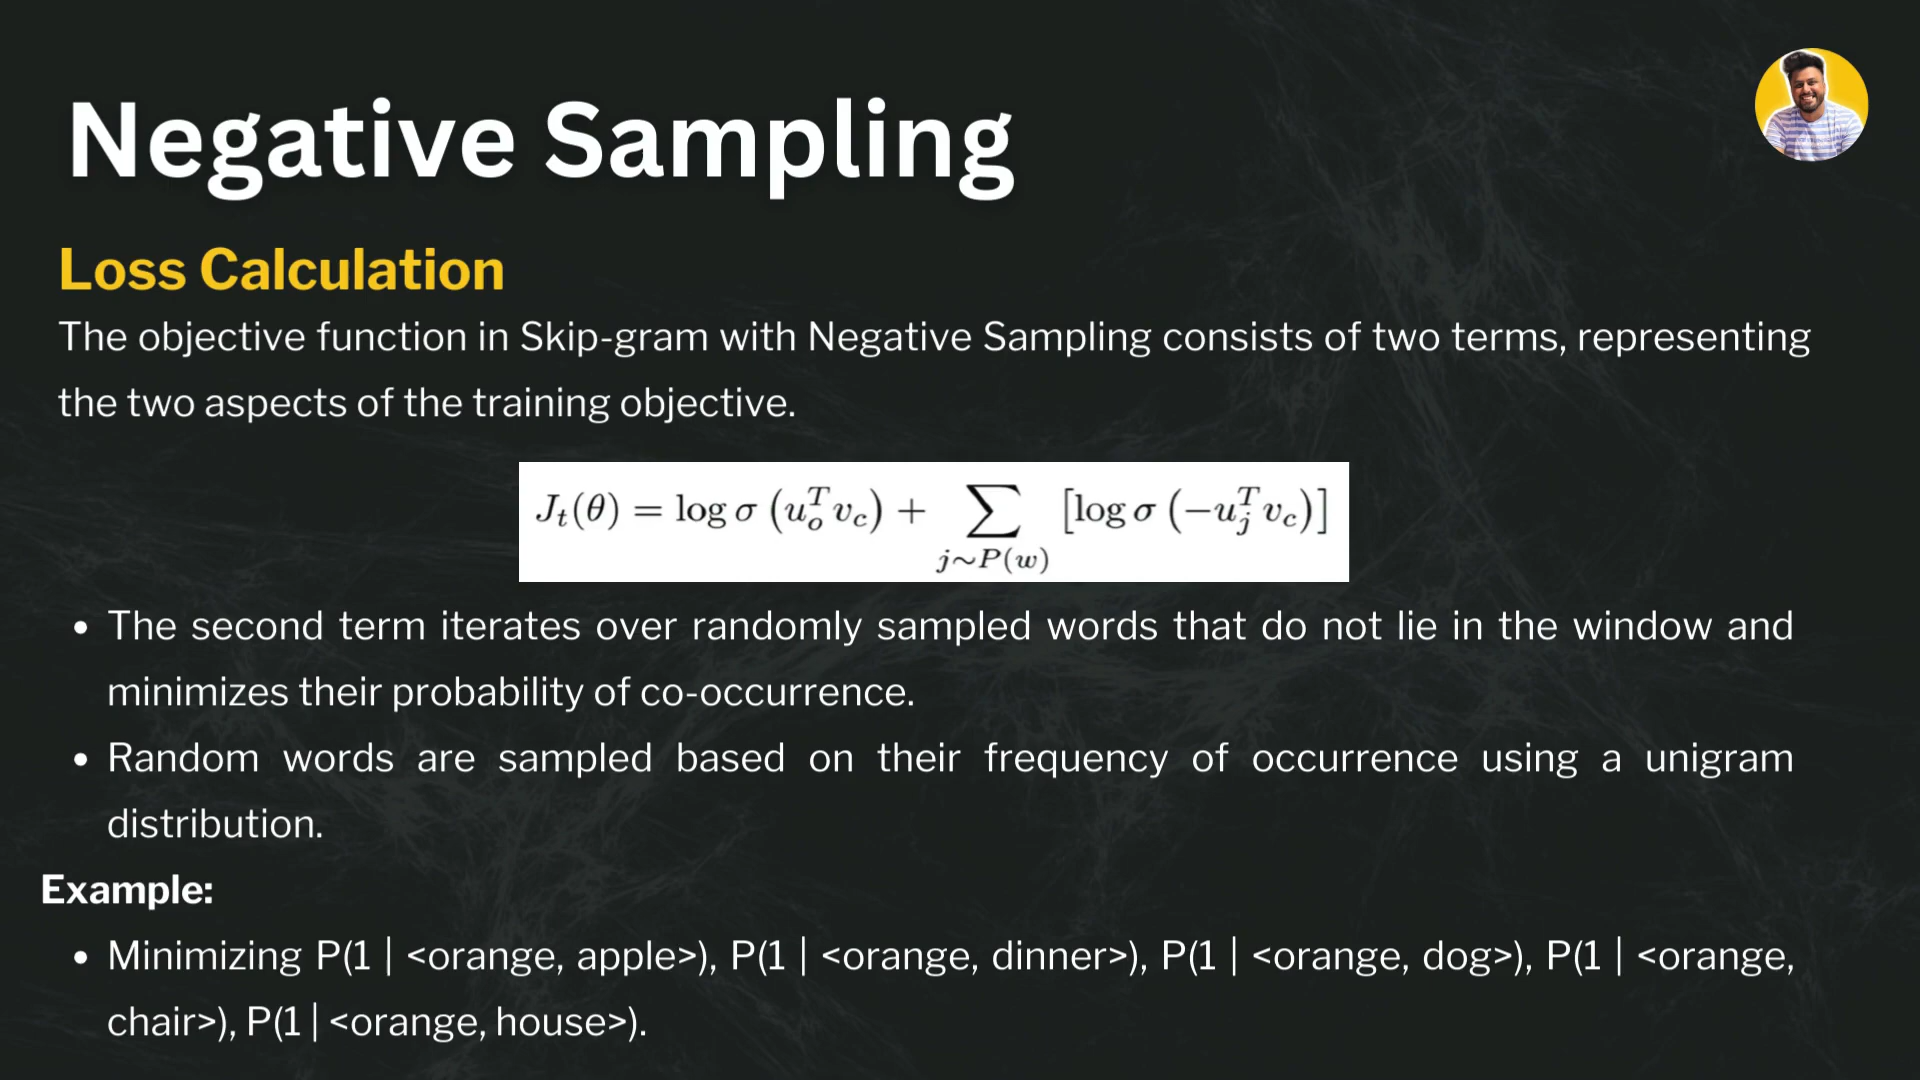 Negative Sampling
Loss Calculation
The objective function in Skip-gram with Negative Sampling consists of two terms, representing
the two aspects of the training objective.
J_t(θ) = log σ (u_o^T v_c) + ∑_{j∼P(w)} [log σ (−u_j^T v_c)]
• The second term iterates over randomly sampled words that do not lie in the window and
minimizes their probability of co-occurrence.
• Random words are sampled based on their frequency of occurrence using a unigram
distribution.
Example:
• Minimizing P(1 | <orange, apple>), P(1 | <orange, dinner>), P(1 | <orange, dog>), P(1 | <orange,
chair>), P(1 | <orange, house>).